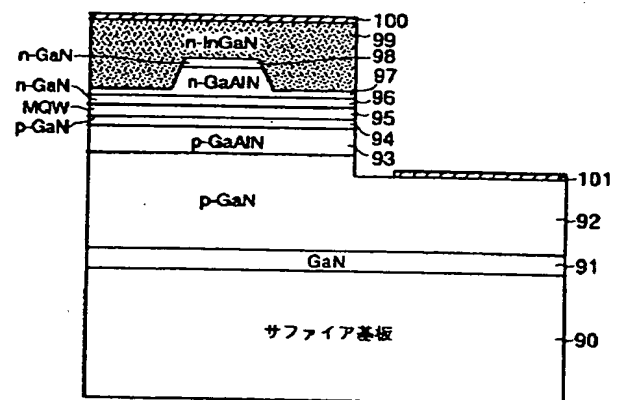 100
n-InGaN
99
n-GaN
98
n-GaAlN
97
n-GaN
96
MQW
95
p-GaN
94
p-GaAlN
93
101
p-GaN
92
GaN
91
サファイア基板
90